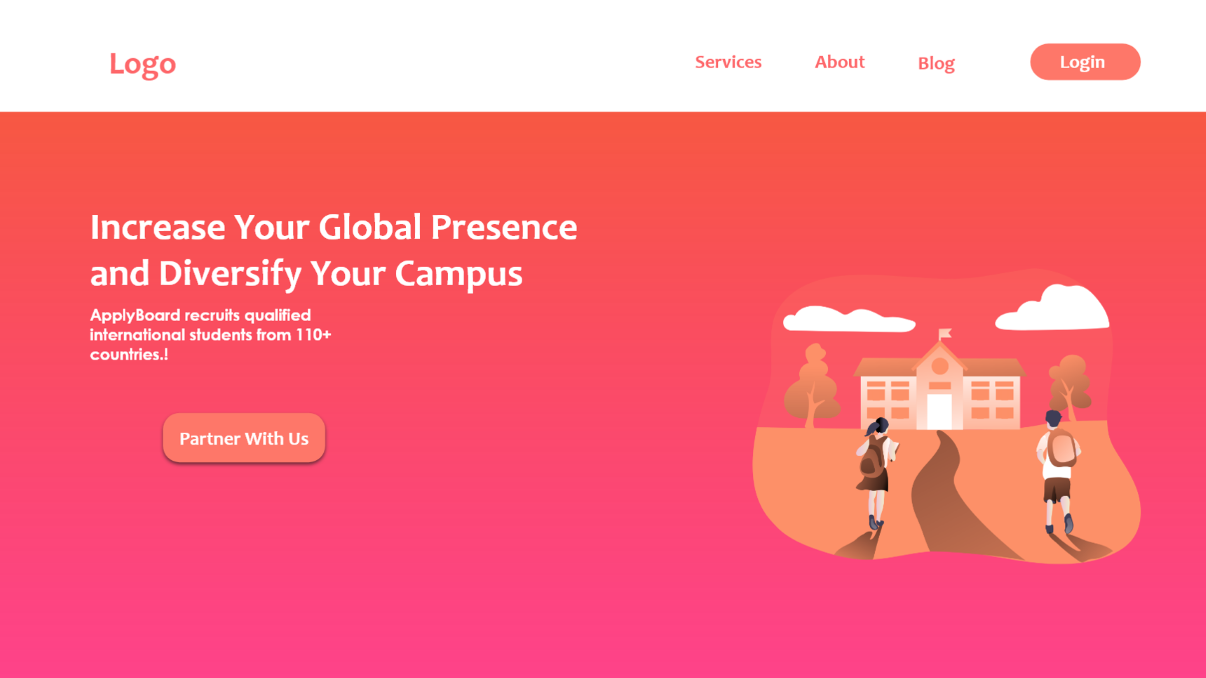 Logo
Services
About
Blog
Login
Increase Your Global Presence
and Diversify Your Campus
ApplyBoard recruits qualified
international students from 110+
countries.!
Partner With Us